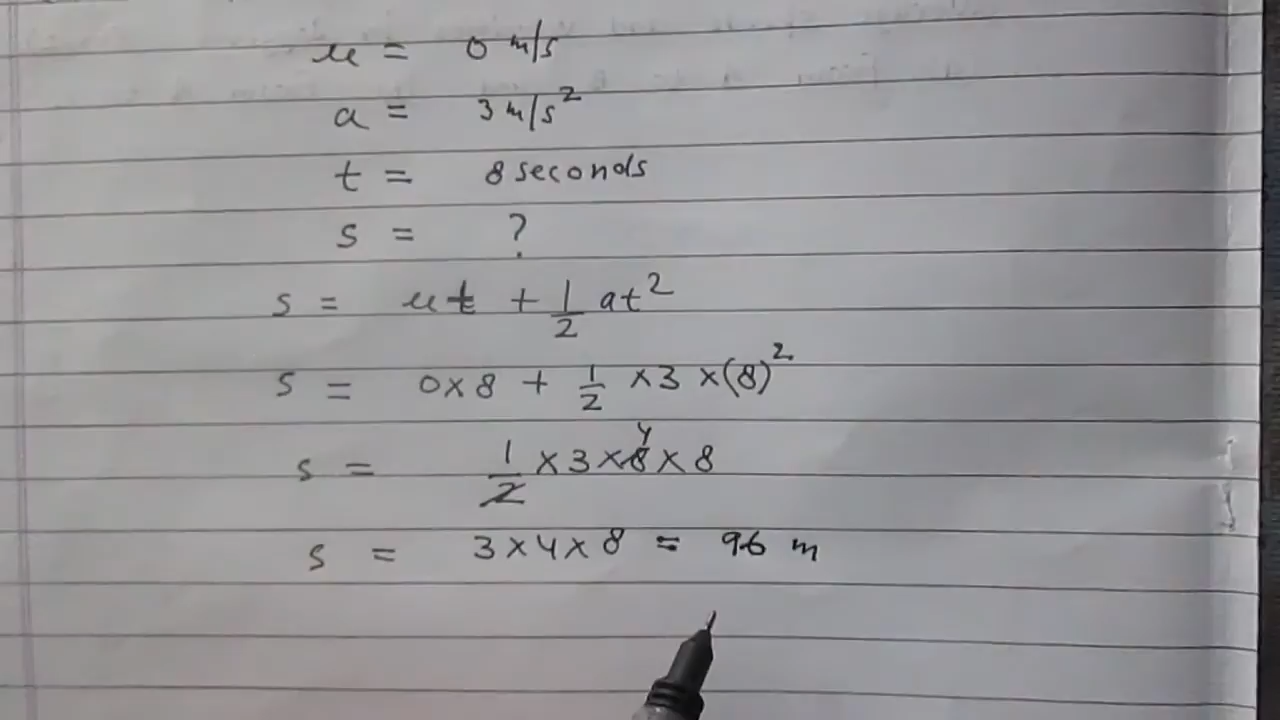 u = 0 m/s
a = 3 m/s²
t = 8 seconds
s = ?
s = ut + 1/2 at²
s = 0 × 8 + 1/2 × 3 × (8)²
s = 1/2 × 3 × 8 4 × 8
s = 3 × 4 × 8 = 96 m